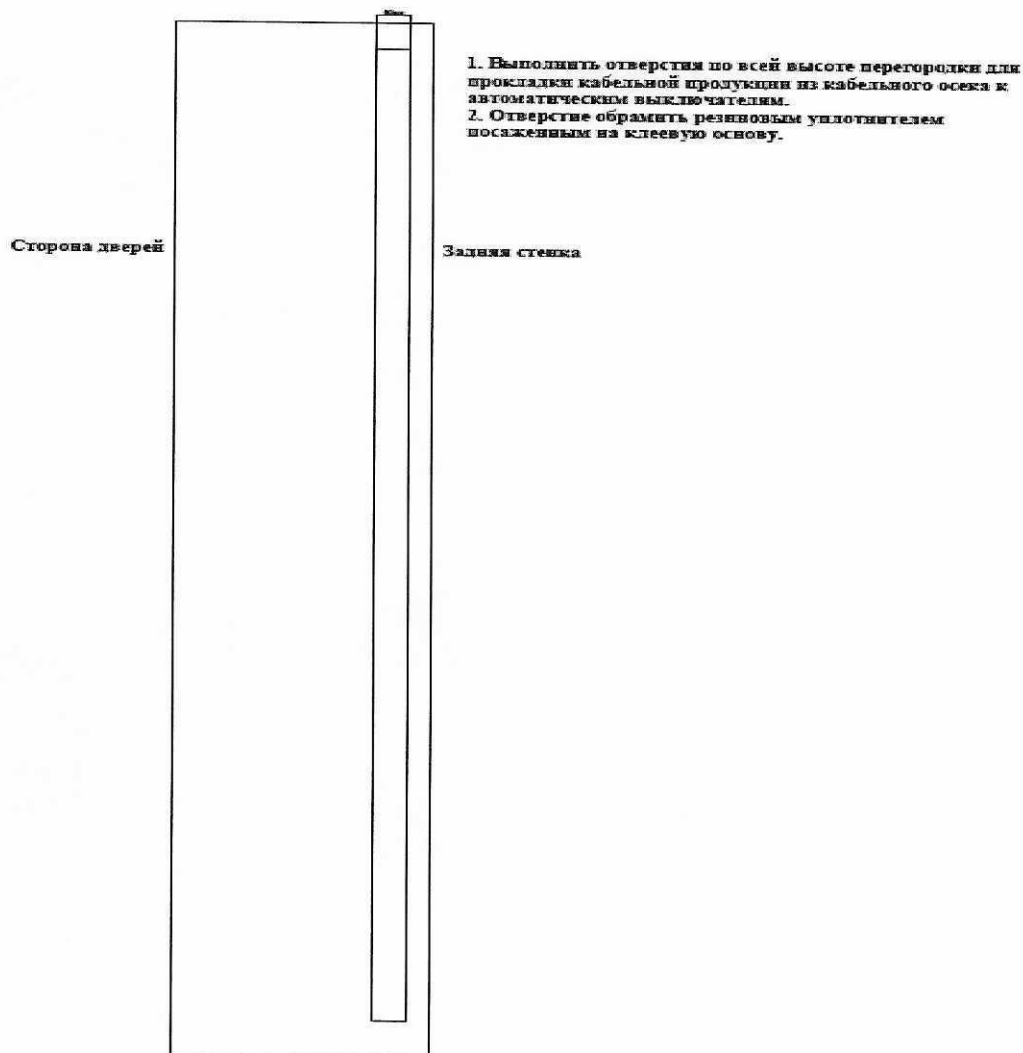 1. Выполнить отверстия по всей высоте перегородки для
прокладки кабельной продукции из кабельного осека к
автоматическим выключателям.
2. Отверстие обрамить резиновым уплотнителем
посаженным на клеевую основу.
Сторона дверей
Задняя стенка